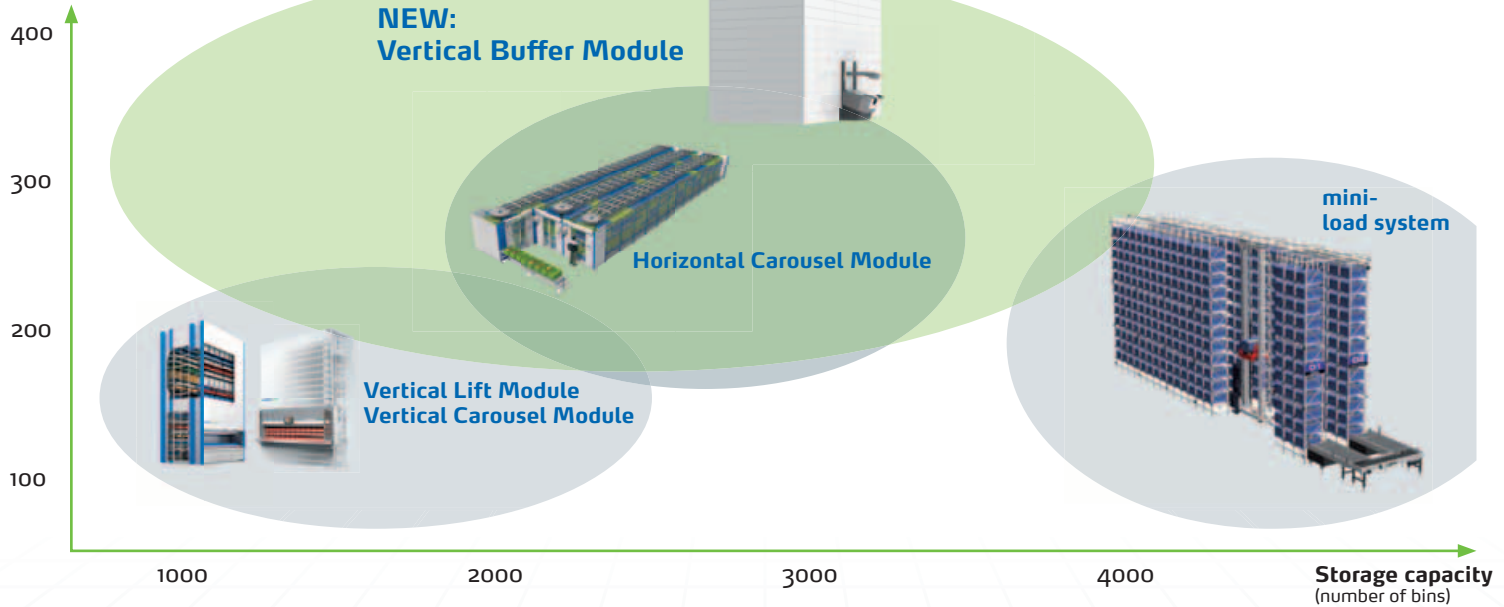 400
NEW:
Vertical Buffer Module
300
mini-
load system
Horizontal Carousel Module
200
Vertical Lift Module
Vertical Carousel Module
100
1000
2000
3000
4000
Storage capacity
(number of bins)